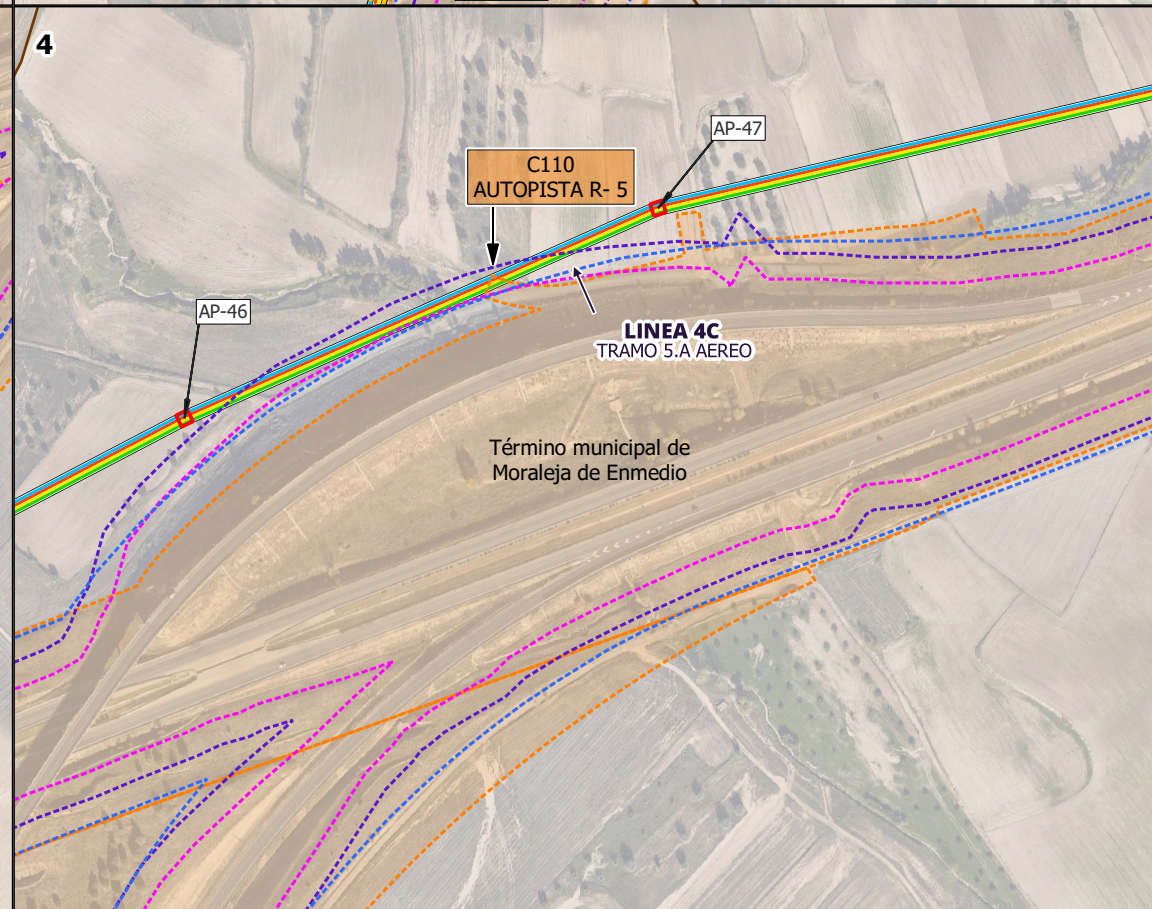 4
AP-47
C110
AUTOPISTA R- 5
AP-46
LINEA 4C
TRAMO 5.A AEREO
Término municipal de
Moraleja de Enmedio